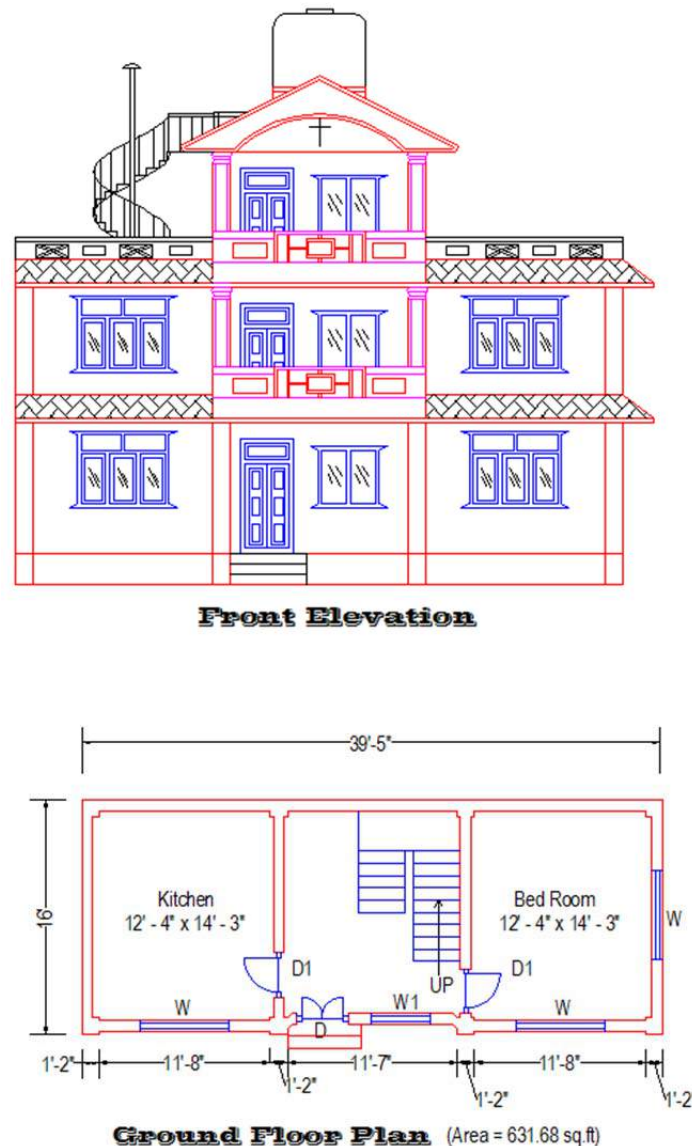 Front Elevation
39'-5"
16'
Kitchen
12' - 4" x 14' - 3"
Bed Room
12' - 4" x 14' - 3"
W
D1
UP
D1
W
D
W1
W
1'-2"
11'-8"
1'-2"
11'-7"
1'-2"
11'-8"
1'-2
Ground Floor Plan (Area = 631.68 sq.ft)